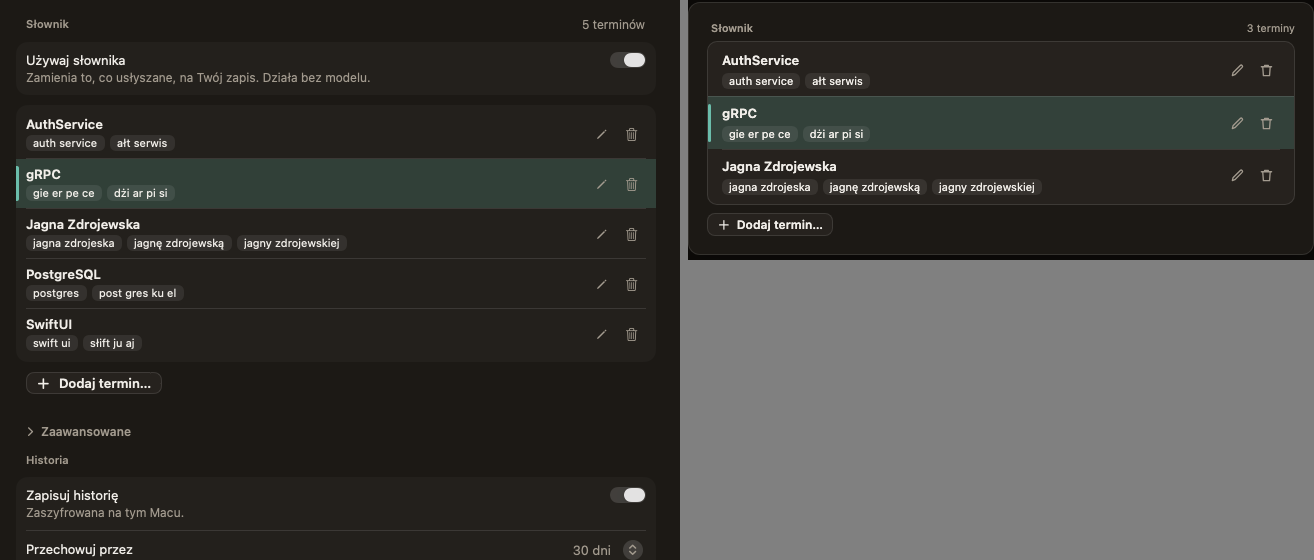 Słownik
5 terminów
Używaj słownika
Zamienia to, co usłyszane, na Twój zapis. Działa bez modelu.
AuthService
auth service ałt serwis
gRPC
gie er pe ce dżi ar pi si
Jagna Zdrojewska
jagna zdrojeska jagnę zdrojewską jagny zdrojewskiej
PostgreSQL
postgres post gres ku el
SwiftUI
swift ui słift ju aj
Dodaj termin...
Zaawansowane
Historia
Zapisuj historię
Zaszyfrowana na tym Macu.
Przechowuj przez
30 dni
Słownik
3 terminy
AuthService
auth service ałt serwis
gRPC
gie er pe ce dżi ar pi si
Jagna Zdrojewska
jagna zdrojeska jagnę zdrojewską jagny zdrojewskiej
Dodaj termin...